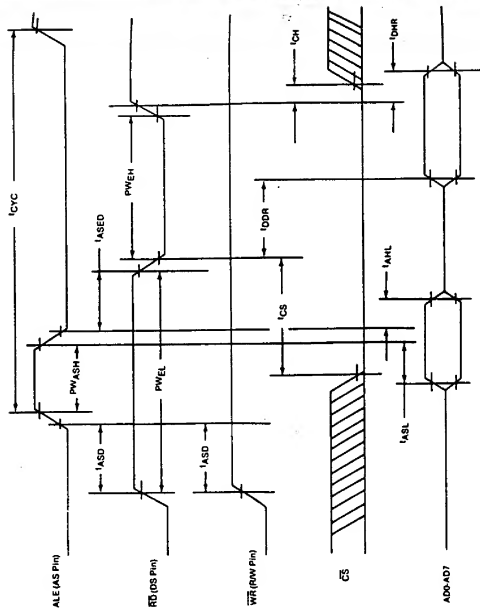 ALE (AS Pin)
tCYC
PWASH
tASD
tASED
RD (DS Pin)
PWEL
PWEH
WR (R/W Pin)
tASD
tDDR
CS
tCS
tCH
AD0-AD7
tASL
tAHL
tDHR